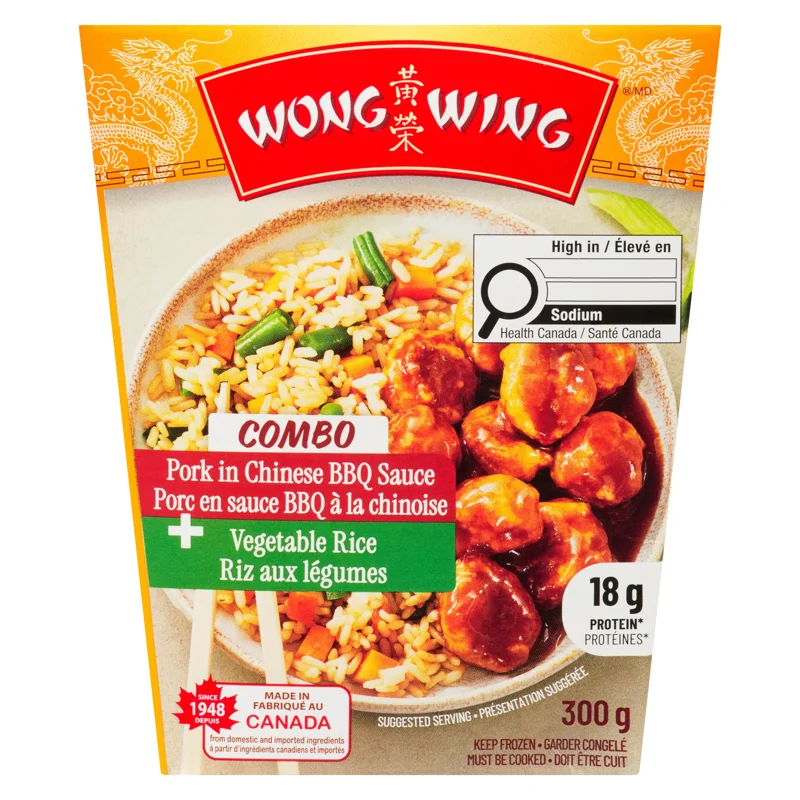 WONG 黃榮 WING
®/MD
High in / Élevé en
Sodium
Health Canada / Santé Canada
COMBO
Pork in Chinese BBQ Sauce
Porc en sauce BBQ à la chinoise
+
Vegetable Rice
Riz aux légumes
18 g
PROTEIN*
PROTÉINES*
SINCE
1948
DEPUIS
MADE IN
FABRIQUÉ AU
CANADA
from domestic and imported ingredients
à partir d'ingrédients canadiens et importés
SUGGESTED SERVING • PRÉSENTATION SUGGÉRÉE
300 g
KEEP FROZEN • GARDER CONGELÉ
MUST BE COOKED • DOIT ÊTRE CUIT